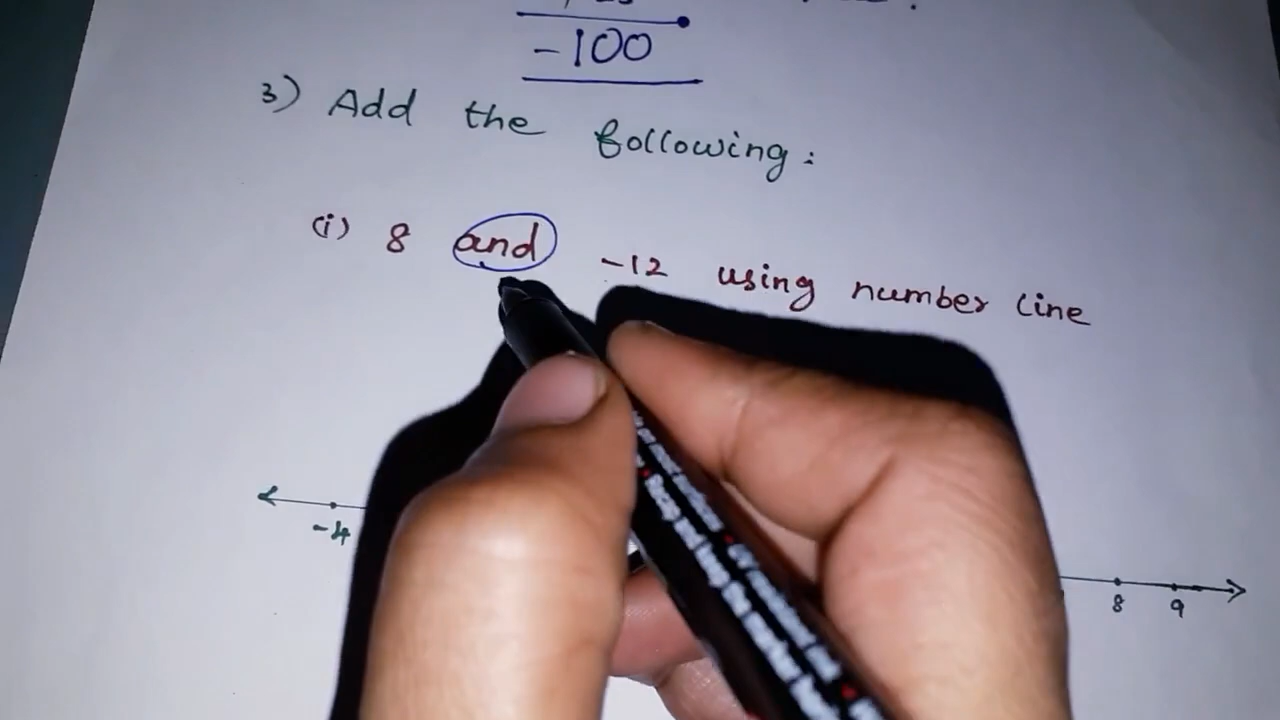 -100
3) Add the following:
(i) 8 and -12 using number line
-4 8 9